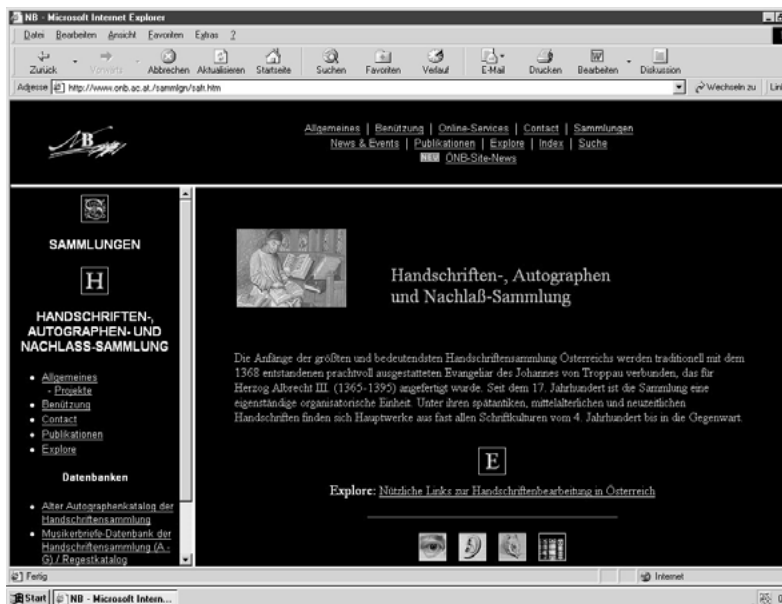 NB - Microsoft Internet Explorer
Datei Bearbeiten Ansicht Favoriten Extras ?
Zurück Vorwärts Abbrechen Aktualisieren Startseite Suchen Favoriten Verlauf E-Mail Drucken Bearbeiten Diskussion
Adresse http://www.onb.ac.at./sammlgn/safr.htm Wechseln zu
NB
Allgemeines | Benützung | Online-Services | Contact | Sammlungen
News & Events | Publikationen | Explore | Index | Suche
NEU ÖNB-Site-News
S
SAMMLUNGEN
H
HANDSCHRIFTEN-,
AUTOGRAPHEN- UND
NACHLASS-SAMMLUNG
Allgemeines
- Projekte
Benützung
Contact
Publikationen
Explore
Datenbanken
Alter Autographenkatalog der
Handschriftensammlung
Musikerbriefe-Datenbank der
Handschriftensammlung (A -
G) / Regestkatalog
Handschriften-, Autographen
und Nachlaß-Sammlung
Die Anfänge der größten und bedeutendsten Handschriftensammlung Österreichs werden traditionell mit dem
1368 entstandenen prachtvoll ausgestatteten Evangeliar des Johannes von Troppau verbunden, das für
Herzog Albrecht III. (1365-1395) angefertigt wurde. Seit dem 17. Jahrhundert ist die Sammlung eine
eigenständige organisatorische Einheit. Unter ihren spätantiken, mittelalterlichen und neuzeitlichen
Handschriften finden sich Hauptwerke aus fast allen Schriftkulturen vom 4. Jahrhundert bis in die Gegenwart
E
Explore: Nützliche Links zur Handschriftenbearbeitung in Österreich
Fertig Internet
Start NB - Microsoft Intern...